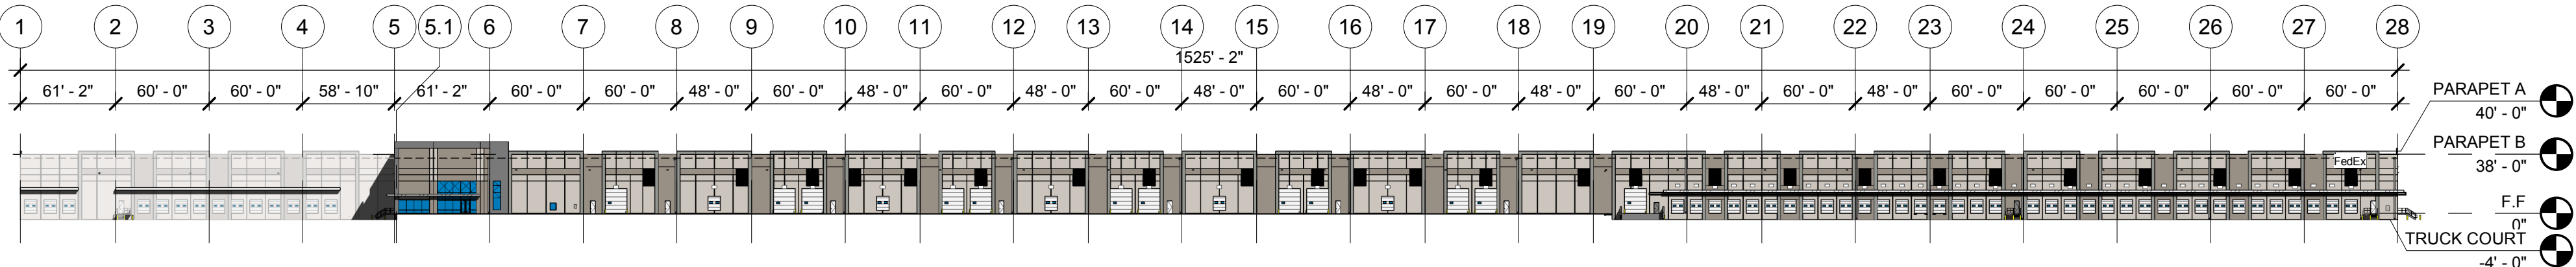 1 2 3 4 5 5.1 6 7 8 9 10 11 12 13 14 15 16 17 18 19 20 21 22 23 24 25 26 27 28
1525' - 2"
61' - 2" 60' - 0" 60' - 0" 58' - 10" 61' - 2" 60' - 0" 60' - 0" 48' - 0" 60' - 0" 48' - 0" 60' - 0" 48' - 0" 60' - 0" 48' - 0" 60' - 0" 48' - 0" 60' - 0" 48' - 0" 60' - 0" 48' - 0" 60' - 0" 48' - 0" 60' - 0" 60' - 0" 60' - 0" 60' - 0" 60' - 0"
PARAPET A
40' - 0"
PARAPET B
38' - 0"
FedEx
F.F
0"
TRUCK COURT
-4' - 0"